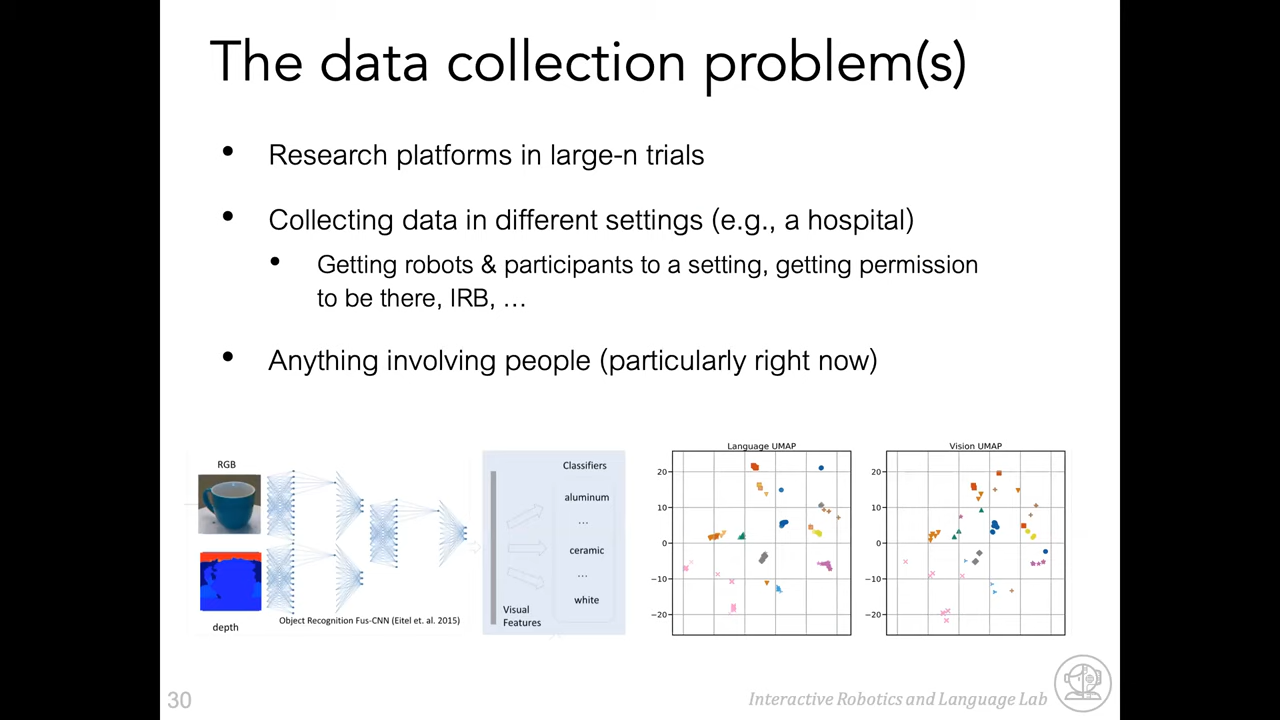 The data collection problem(s)
• Research platforms in large-n trials
• Collecting data in different settings (e.g., a hospital)
• Getting robots & participants to a setting, getting permission
to be there, IRB, …
• Anything involving people (particularly right now)
RGB
depth
Object Recognition Fus-CNN (Eitel et. al. 2015)
Classifiers
aluminum
...
ceramic
...
white
Visual
Features
Language UMAP
20
10
0
−10
−20
Vision UMAP
20
10
0
−10
−20
30
Interactive Robotics and Language Lab